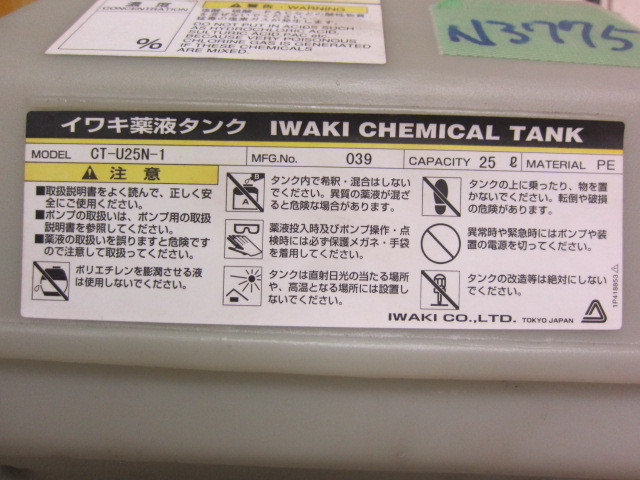 濃度
CONCENTRATION
%
警告 WARNING
DO NOT IN ACIDS SUCH
CHLORINE GAS IS GENERATED
IF THESE CHEMICALS
ARE MIXED.
N3775
イワキ薬液タンク IWAKI CHEMICAL TANK
MODEL CT-U25N-1 MFG.No. 039 CAPACITY 25 ℓ MATERIAL PE
注意
■取扱説明書をよく読んで、正しく安
全にご使用ください。
■ポンプの取扱いは、ポンプ用の取扱
説明書を参照してください。
■薬液の取扱いを誤りますと危険です
ので注意して取扱ってください。
ポリエチレンを膨潤させる液
は使用しないでください。
B
A
タンク内で希釈・混合はしない
でください。異質の薬液が混ざ
ると危険な場合があります。
薬液投入時及びポンプ操作・点
検時には必ず保護メガネ・手袋
を着用してください。
タンクは直射日光の当たる場所
や、高温となる場所には設置し
ないでください。
タンクの上に乗ったり、物を置
かないでください。転倒や破損
の危険があります。
異常時や緊急時にはポンプや装
置の電源を切ってください。
タンクの改造等は絶対にしない
でください。
IWAKI CO.,LTD. TOKYO JAPAN